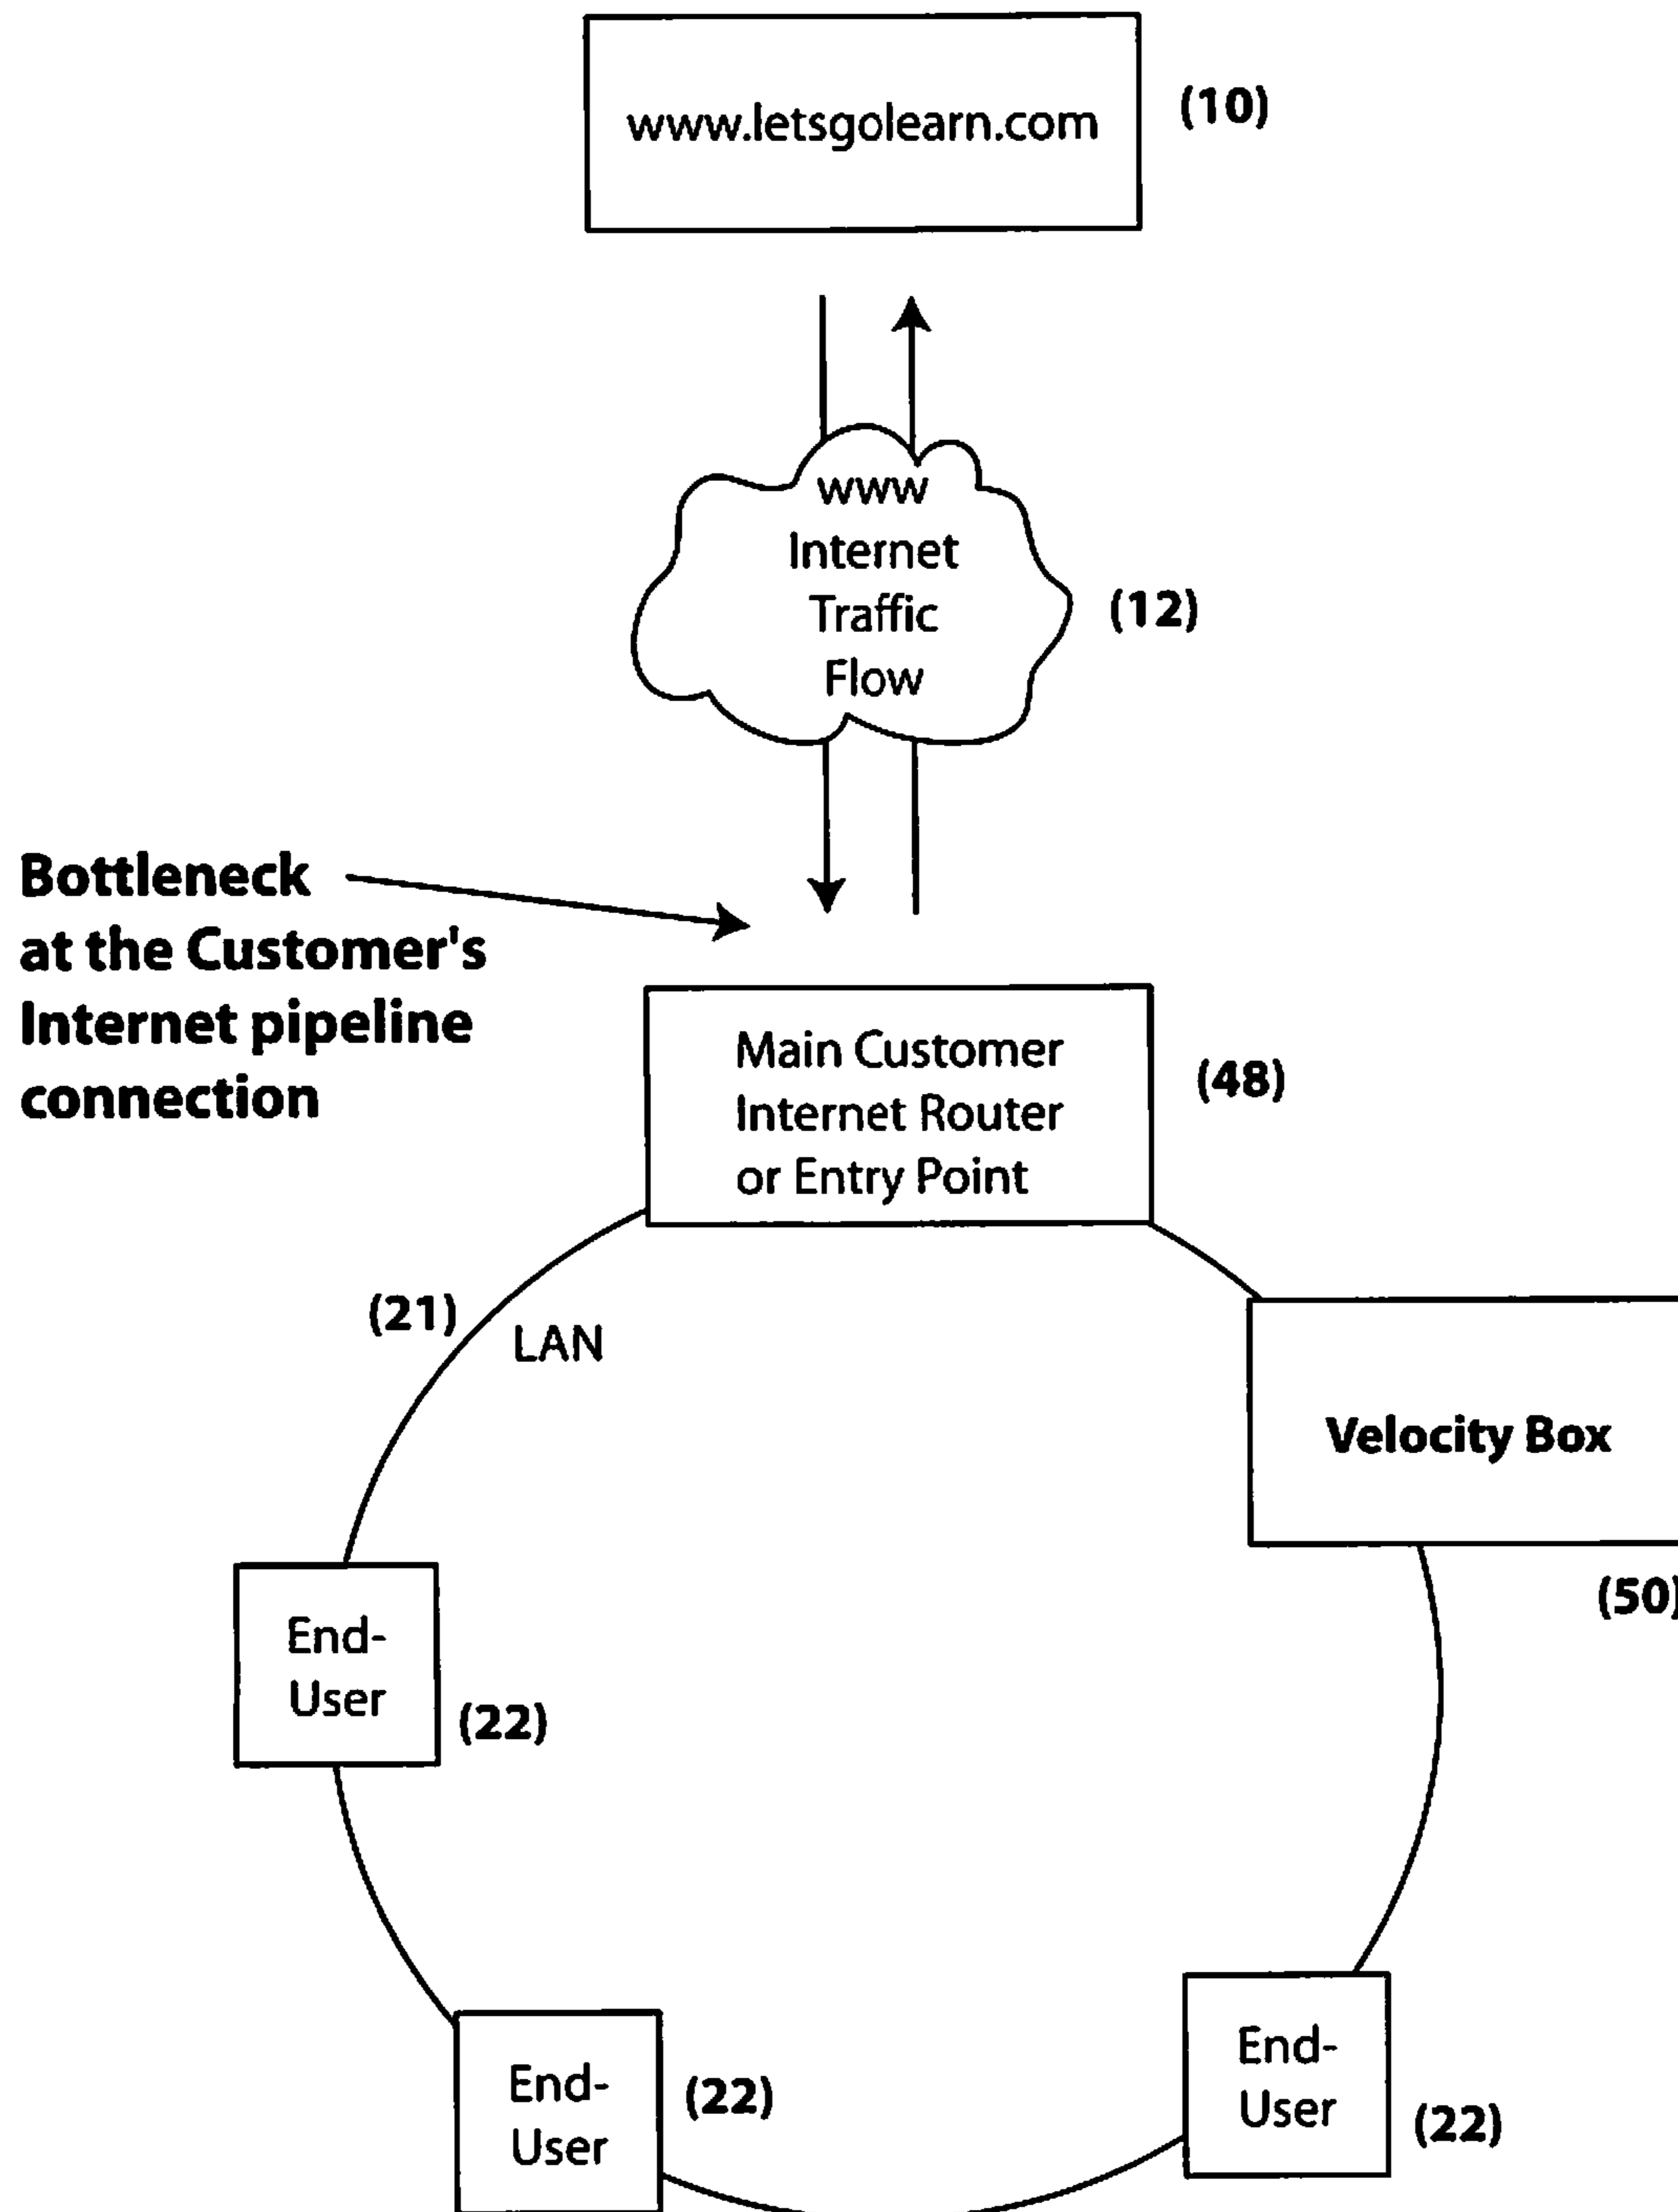 www.letsgolearn.com
(10)
www
Internet
Traffic
Flow
(12)
Bottleneck
at the Customer's
Internet pipeline
connection
Main Customer
Internet Router
or Entry Point
(48)
(21)
LAN
Velocity Box
(50)
End-
User
(22)
End-
User
(22)
End-
User
(22)